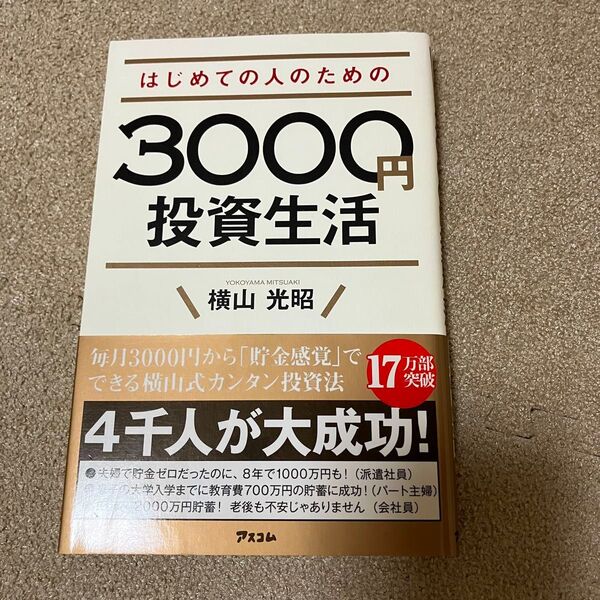 はじめての人のための
3000円
投資生活
YOKOYAMA MITSUAKI
横山 光昭
毎月3000円から「貯金感覚」で
できる横山式カンタン投資法
17万部
突破
4千人が大成功!
夫婦で貯金ゼロだったのに、8年で1000万円も!(派遣社員)
の大学入学までに教育費700万円の貯蓄に成功!(パート主婦)
2000万円貯蓄! 老後も不安じゃありません(会社員)
アスコム